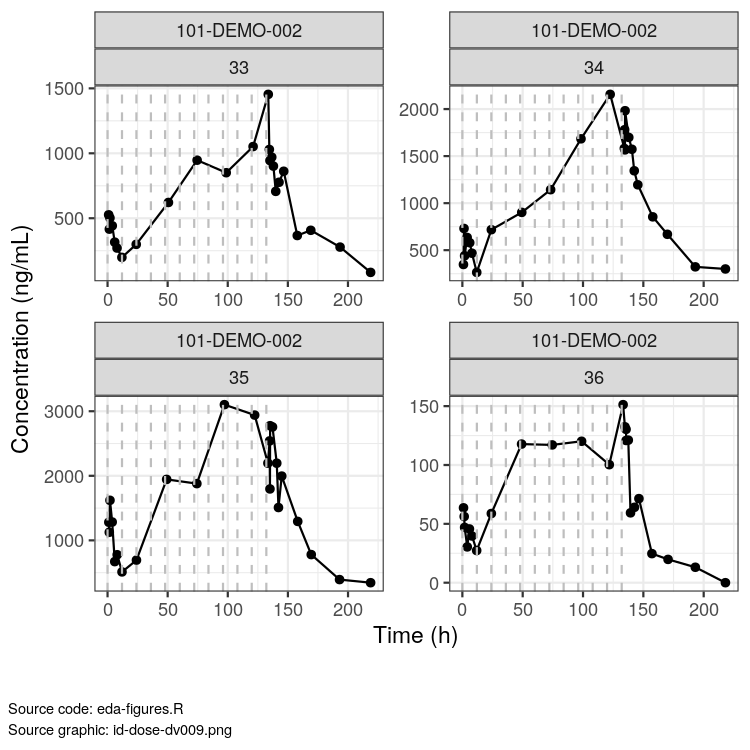 101-DEMO-002
101-DEMO-002
33
34
1500
1000
500
2000
1500
1000
500
0 50 100 150 200
0 50 100 150 200
101-DEMO-002
101-DEMO-002
35
36
3000
2000
1000
150
100
50
0
0 50 100 150 200
0 50 100 150 200
Concentration (ng/mL)
Time (h)
Source code: eda-figures.R
Source graphic: id-dose-dv009.png